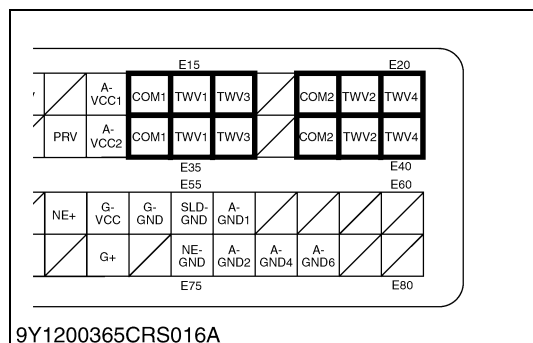 E15 E20
A-VCC1 COM1 TWV1 TWV3 COM2 TWV2 TWV4
PRV A-VCC2 COM1 TWV1 TWV3 COM2 TWV2 TWV4
E35 E40
E55 E60
NE+ G-VCC G-GND SLD-GND A-GND1
G+ NE-GND A-GND2 A-GND4 A-GND6
E75 E80
9Y1200365CRS016A